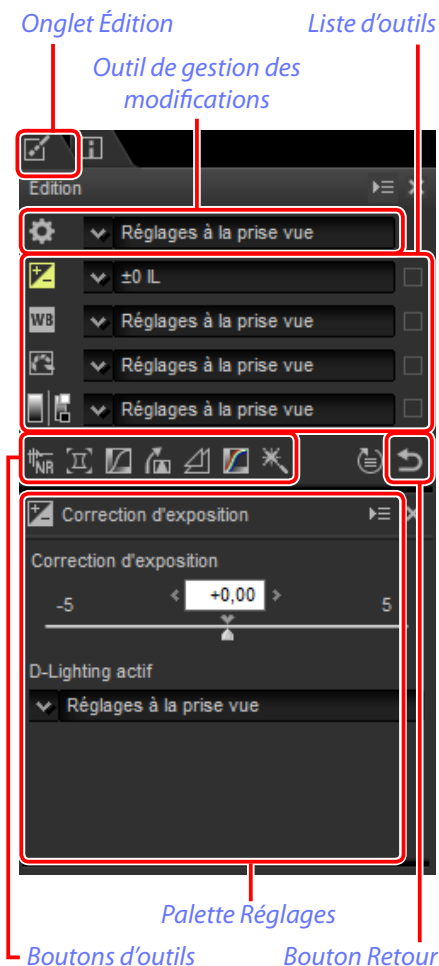 Onglet Édition
Liste d'outils
Outil de gestion des
modifications
Edition
Réglages à la prise vue
±0 IL
WB
Réglages à la prise vue
Réglages à la prise vue
Réglages à la prise vue
NR
Correction d'exposition
Correction d'exposition
-5
+0,00
5
D-Lighting actif
Réglages à la prise vue
Palette Réglages
Boutons d'outils
Bouton Retour